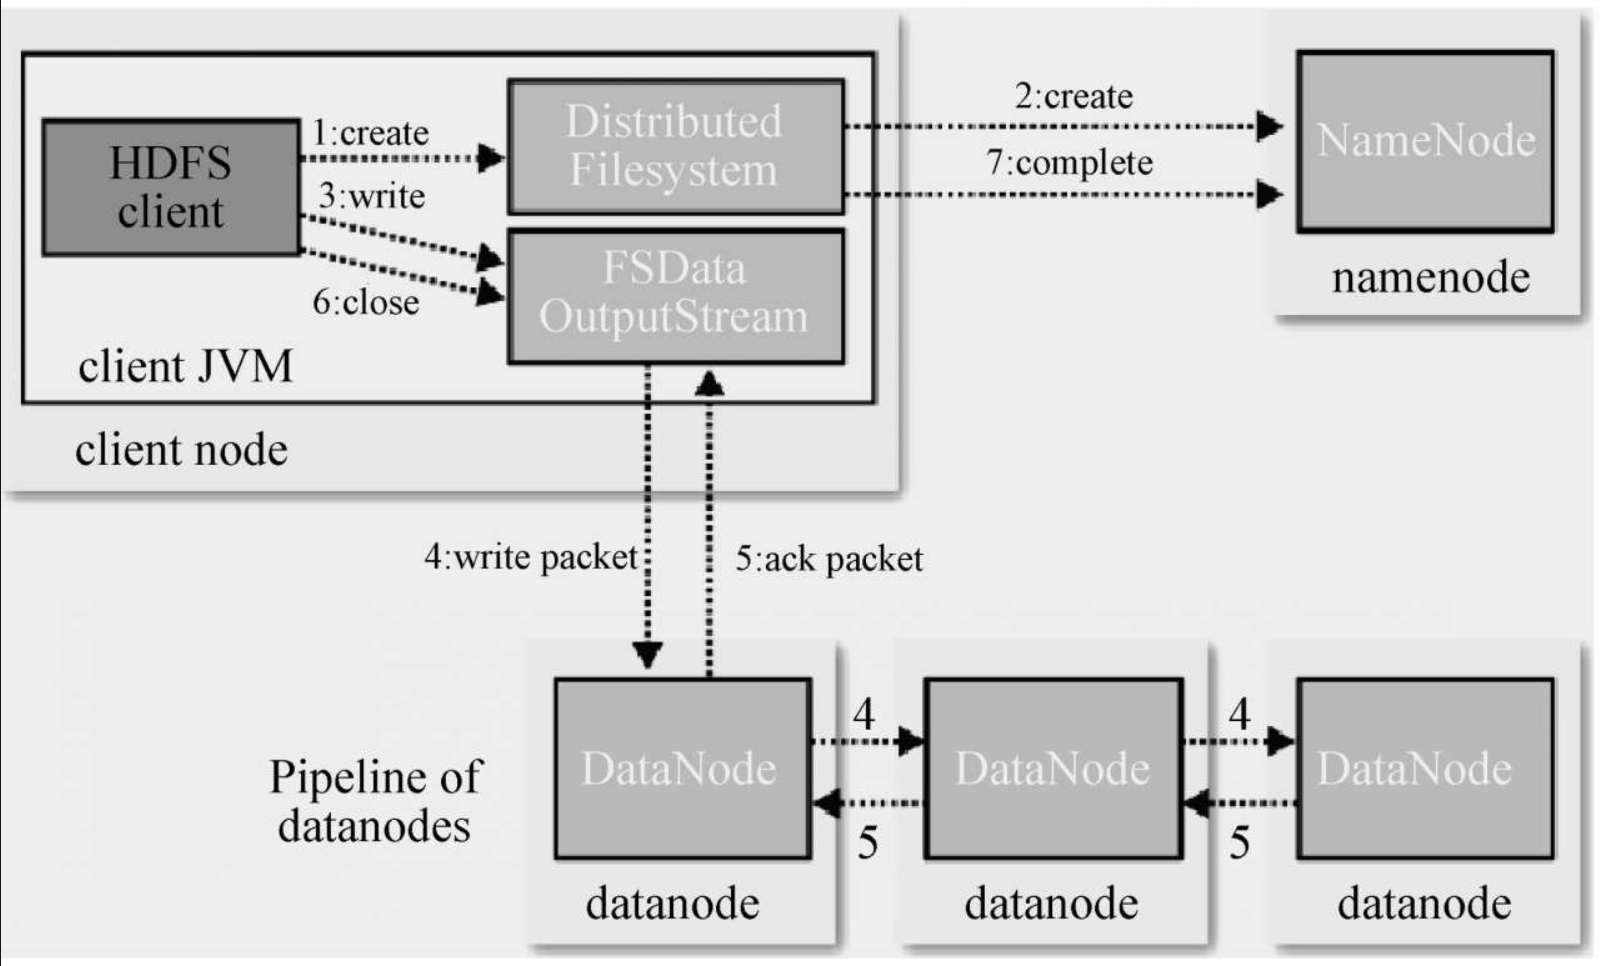 HDFS
client
1:create
3:write
6:close
Distributed
Filesystem
FSData
OutputStream
client JVM
client node
2:create
7:complete
NameNode
namenode
4:write packet
5:ack packet
Pipeline of
datanodes
DataNode
4
5
DataNode
4
5
DataNode
datanode
datanode
datanode